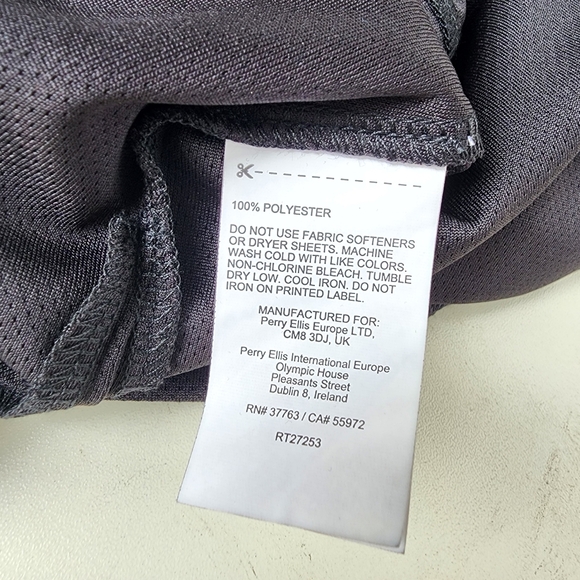 100% POLYESTER
DO NOT USE FABRIC SOFTENERS
OR DRYER SHEETS. MACHINE
WASH COLD WITH LIKE COLORS.
NON-CHLORINE BLEACH. TUMBLE
DRY LOW. COOL IRON. DO NOT
IRON ON PRINTED LABEL.
MANUFACTURED FOR:
Perry Ellis Europe LTD,
CM8 3DJ, UK
Perry Ellis International Europe
Olympic House
Pleasants Street
Dublin 8, Ireland
RN# 37763 / CA# 55972
RT27253